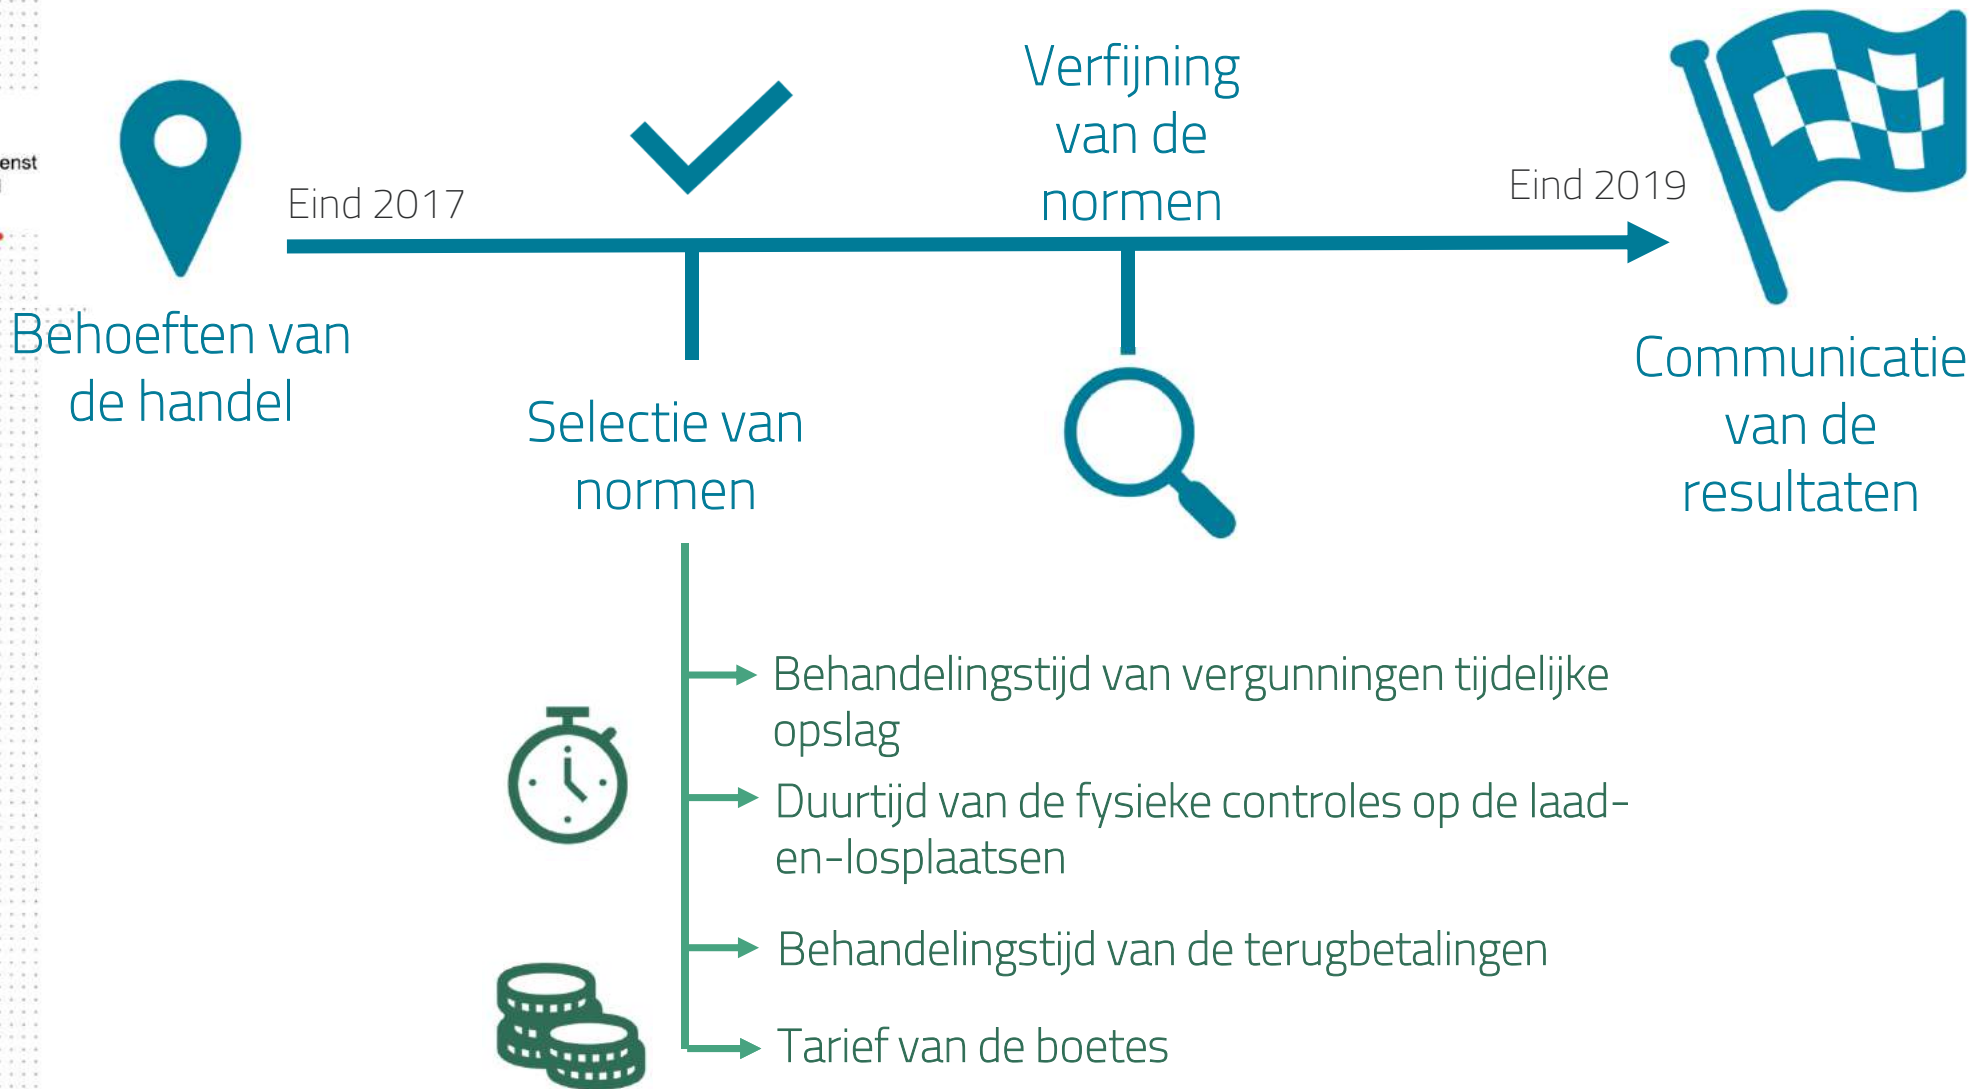 enst
Behoeften van
de handel
Eind 2017
Selectie van
normen
Verfijning
van de
normen
Eind 2019
Communicatie
van de
resultaten
Behandelingstijd van vergunningen tijdelijke
opslag
Duurtijd van de fysieke controles op de laad-
en-losplaatsen
Behandelingstijd van de terugbetalingen
Tarief van de boetes